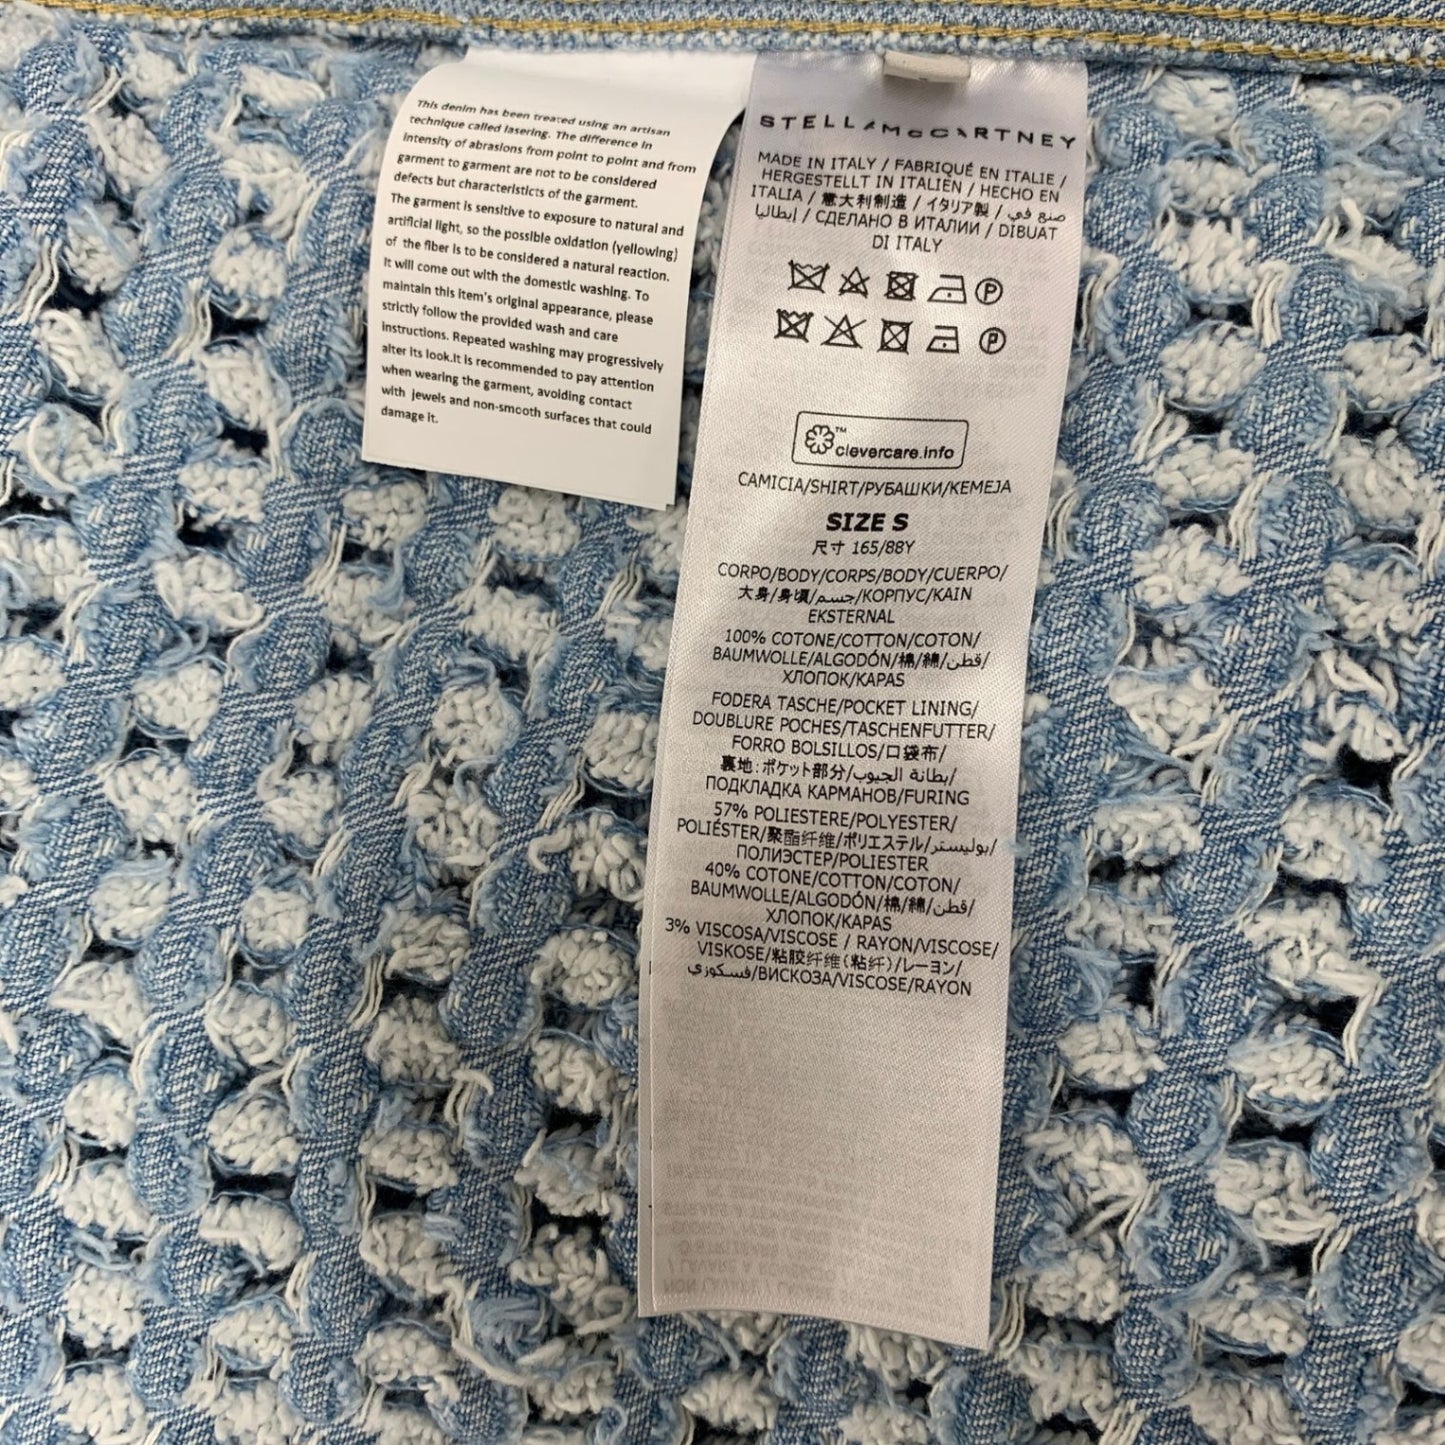 This denim has been treated using an artisan
technique called lasering. The difference in
intensity of abrasions from point to point and from
garment to garment are not to be considered
defects but characteristicts of the garment.
The garment is sensitive to exposure to natural and
artificial light, so the possible oxidation (yellowing)
of the fiber is to be considered a natural reaction.
It will come out with the domestic washing. To
maintain this item's original appearance, please
strictly follow the provided wash and care
instructions. Repeated washing may progressively
alter its look.It is recommended to pay attention
when wearing the garment, avoiding contact
with jewels and non-smooth surfaces that could
damage it.
STELLA McCARTNEY
MADE IN ITALY / FABRIQUÉ EN ITALIE /
HERGESTELLT IN ITALIEN / HECHO EN
ITALIA / 意大利制造 / イタリア製 / صنع في
إيطاليا / СДЕЛАНО В ИТАЛИИ / DIBUAT
DI ITALY
P
P
TM
clevercare.info
CAMICIA/SHIRT/РУБАШКИ/KEMEJA
SIZE S
尺寸 165/88Y
CORPO/BODY/CORPS/BODY/CUERPO/
大身/身頃/جسم/КОРПУС/KAIN
EKSTERNAL
100% COTONE/COTTON/COTON/
BAUMWOLLE/ALGODÓN/棉/綿/قطن/
ХЛОПОК/KAPAS
FODERA TASCHE/POCKET LINING/
DOUBLURE POCHES/TASCHENFUTTER/
FORRO BOLSILLOS/口袋布/
裏地:ポケット部分/بطانة الجيوب/
ПОДКЛАДКА КАРМАНОВ/FURING
57% POLIESTERE/POLYESTER/
POLIÉSTER/聚酯纤维/ポリエステル/بوليستر/
ПОЛИЭСТЕР/POLIESTER
40% COTONE/COTTON/COTON/
BAUMWOLLE/ALGODÓN/棉/綿/قطن/
ХЛОПОК/KAPAS
3% VISCOSA/VISCOSE / RAYON/VISCOSE/
VISKOSE/粘胶纤维(粘纤)/レーヨン/
فسكوزي/ВИСКОЗА/VISCOSE/RAYON